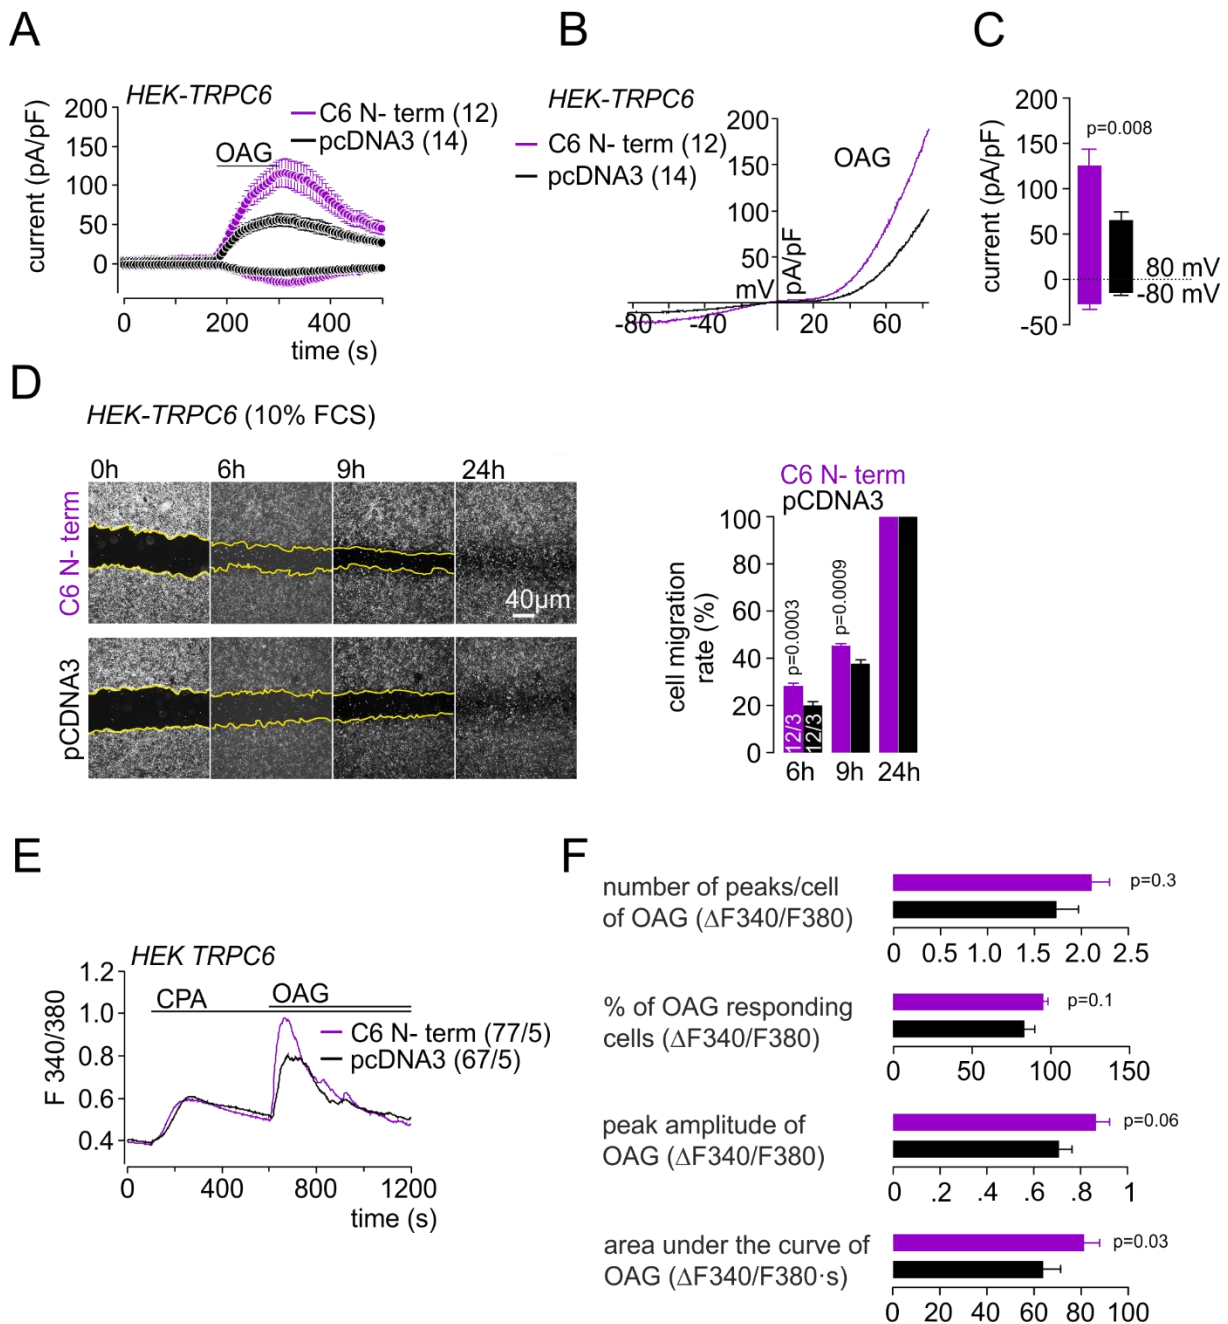 A
HEK-TRPC6
C6 N- term (12)
pcDNA3 (14)
OAG
current (pA/pF)
200
150
100
50
0
0
200
400
time (s)
B
HEK-TRPC6
C6 N- term (12)
pcDNA3 (14)
OAG
200
150
100
50
pA/pF
mV
-80
-40
20
60
C
current (pA/pF)
200
150
100
50
0
-50
p=0.008
80 mV
-80 mV
D
HEK-TRPC6 (10% FCS)
0h
6h
9h
24h
C6 N- term
40µm
pCDNA3
C6 N- term
pCDNA3
cell migration
rate (%)
100
80
60
40
20
0
p=0.0003
p=0.0009
12/3
12/3
6h
9h
24h
E
HEK TRPC6
CPA
OAG
C6 N- term (77/5)
pcDNA3 (67/5)
F 340/380
1.2
1.0
0.8
0.6
0.4
0
400
800
1200
time (s)
F
number of peaks/cell
of OAG (ΔF340/F380)
p=0.3
0 0.5 1.0 1.5 2.0 2.5
% of OAG responding
cells (ΔF340/F380)
p=0.1
0 50 100 150
peak amplitude of
OAG (ΔF340/F380)
p=0.06
0 .2 .4 .6 .8 1
area under the curve of
OAG (ΔF340/F380·s)
p=0.03
0 20 40 60 80 100